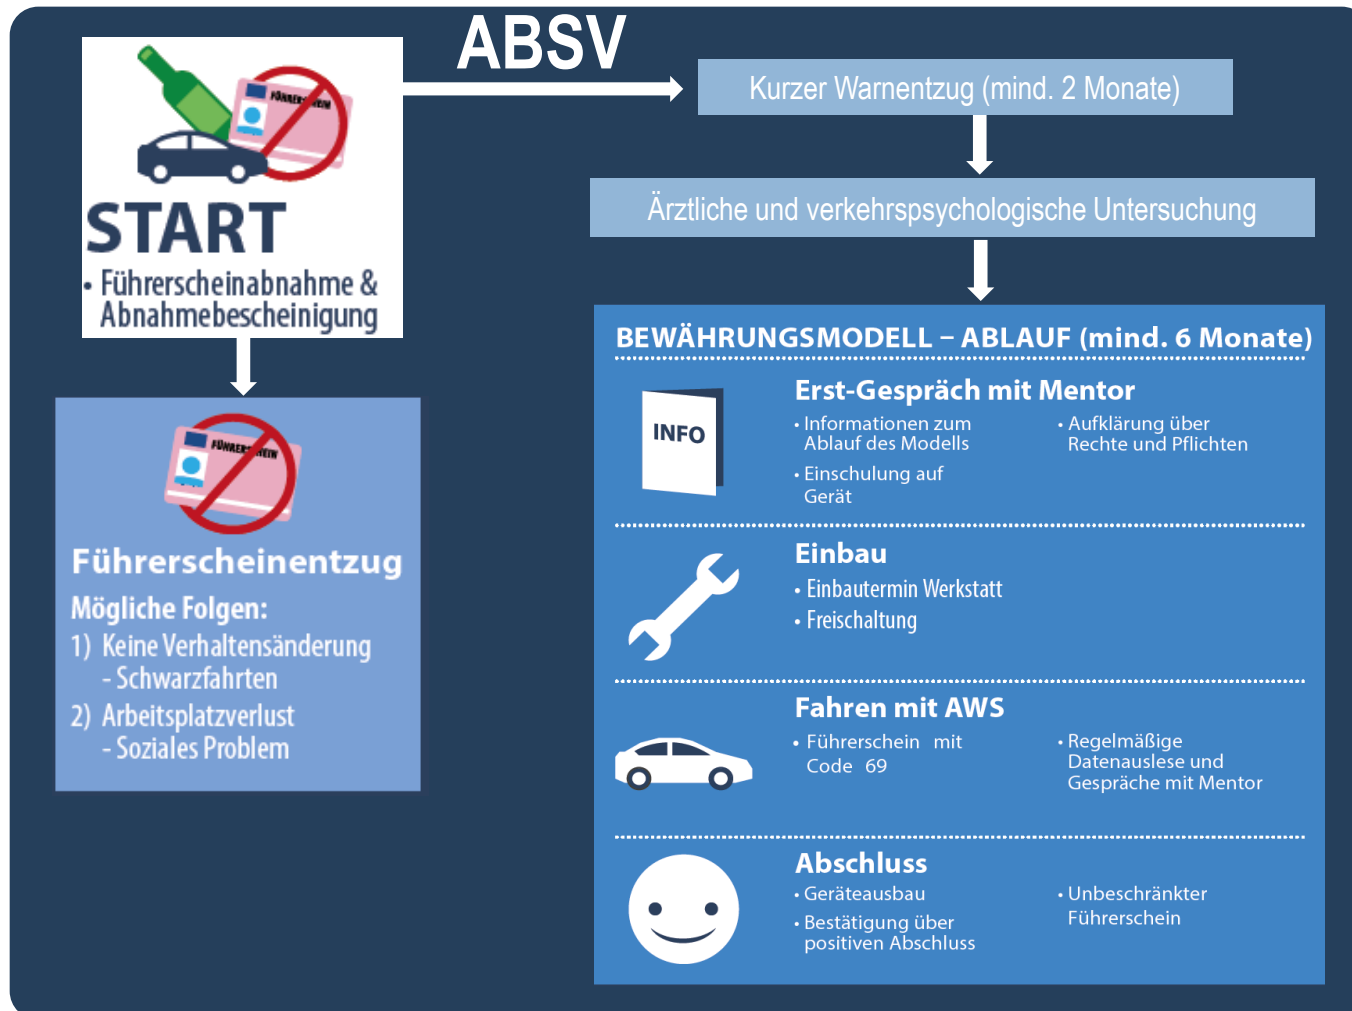 ABSV
FÜHRERSCHEIN
START
• Führerscheinabnahme &
Abnahmebescheinigung
Kurzer Warnentzug (mind. 2 Monate)
Ärztliche und verkehrspsychologische Untersuchung
FÜHRERSCHEIN
Führerscheinentzug
Mögliche Folgen:
1) Keine Verhaltensänderung
- Schwarzfahrten
2) Arbeitsplatzverlust
- Soziales Problem
BEWÄHRUNGSMODELL – ABLAUF (mind. 6 Monate)
INFO
Erst-Gespräch mit Mentor
• Informationen zum
Ablauf des Modells
• Einschulung auf
Gerät
• Aufklärung über
Rechte und Pflichten
Einbau
• Einbautermin Werkstatt
• Freischaltung
Fahren mit AWS
• Führerschein mit
Code 69
• Regelmäßige
Datenauslese und
Gespräche mit Mentor
Abschluss
• Geräteausbau
• Bestätigung über
positiven Abschluss
• Unbeschränkter
Führerschein